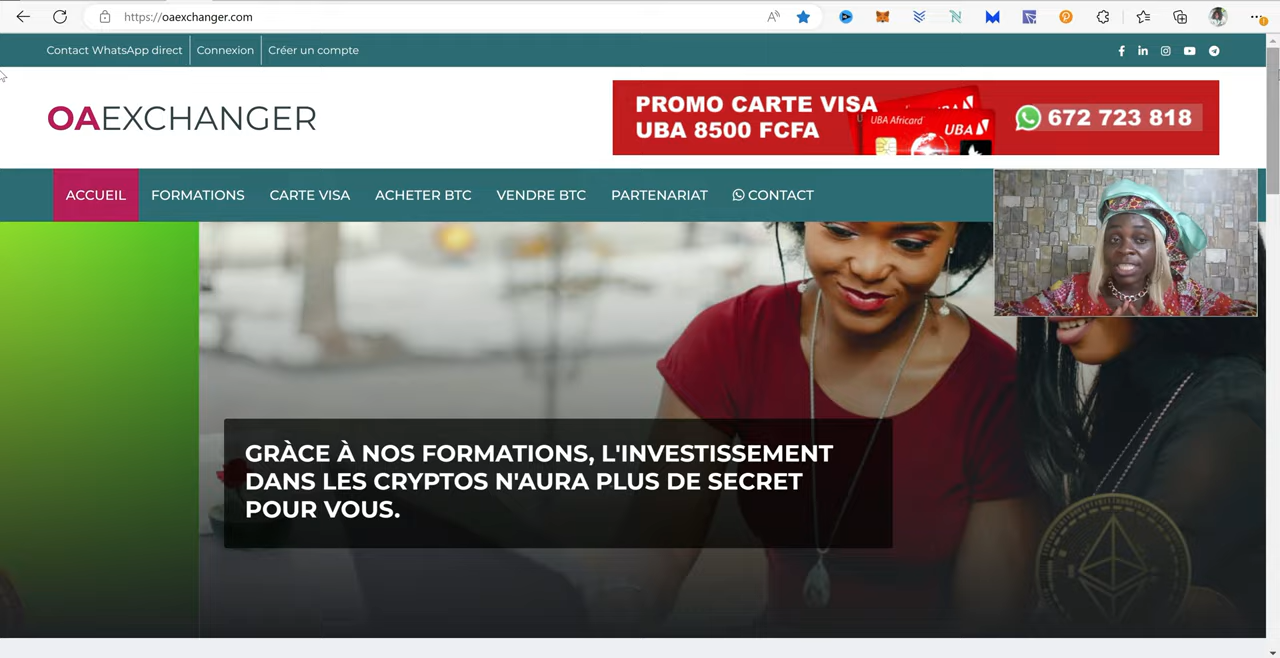 https://oaexchanger.com
Contact WhatsApp direct
Connexion
Créer un compte
OAEXCHANGER
PROMO CARTE VISA
UBA 8500 FCFA
UBA Africard
UBA
672 723 818
ACCUEIL
FORMATIONS
CARTE VISA
ACHETER BTC
VENDRE BTC
PARTENARIAT
CONTACT
GRÀCE À NOS FORMATIONS, L'INVESTISSEMENT
DANS LES CRYPTOS N'AURA PLUS DE SECRET
POUR VOUS.